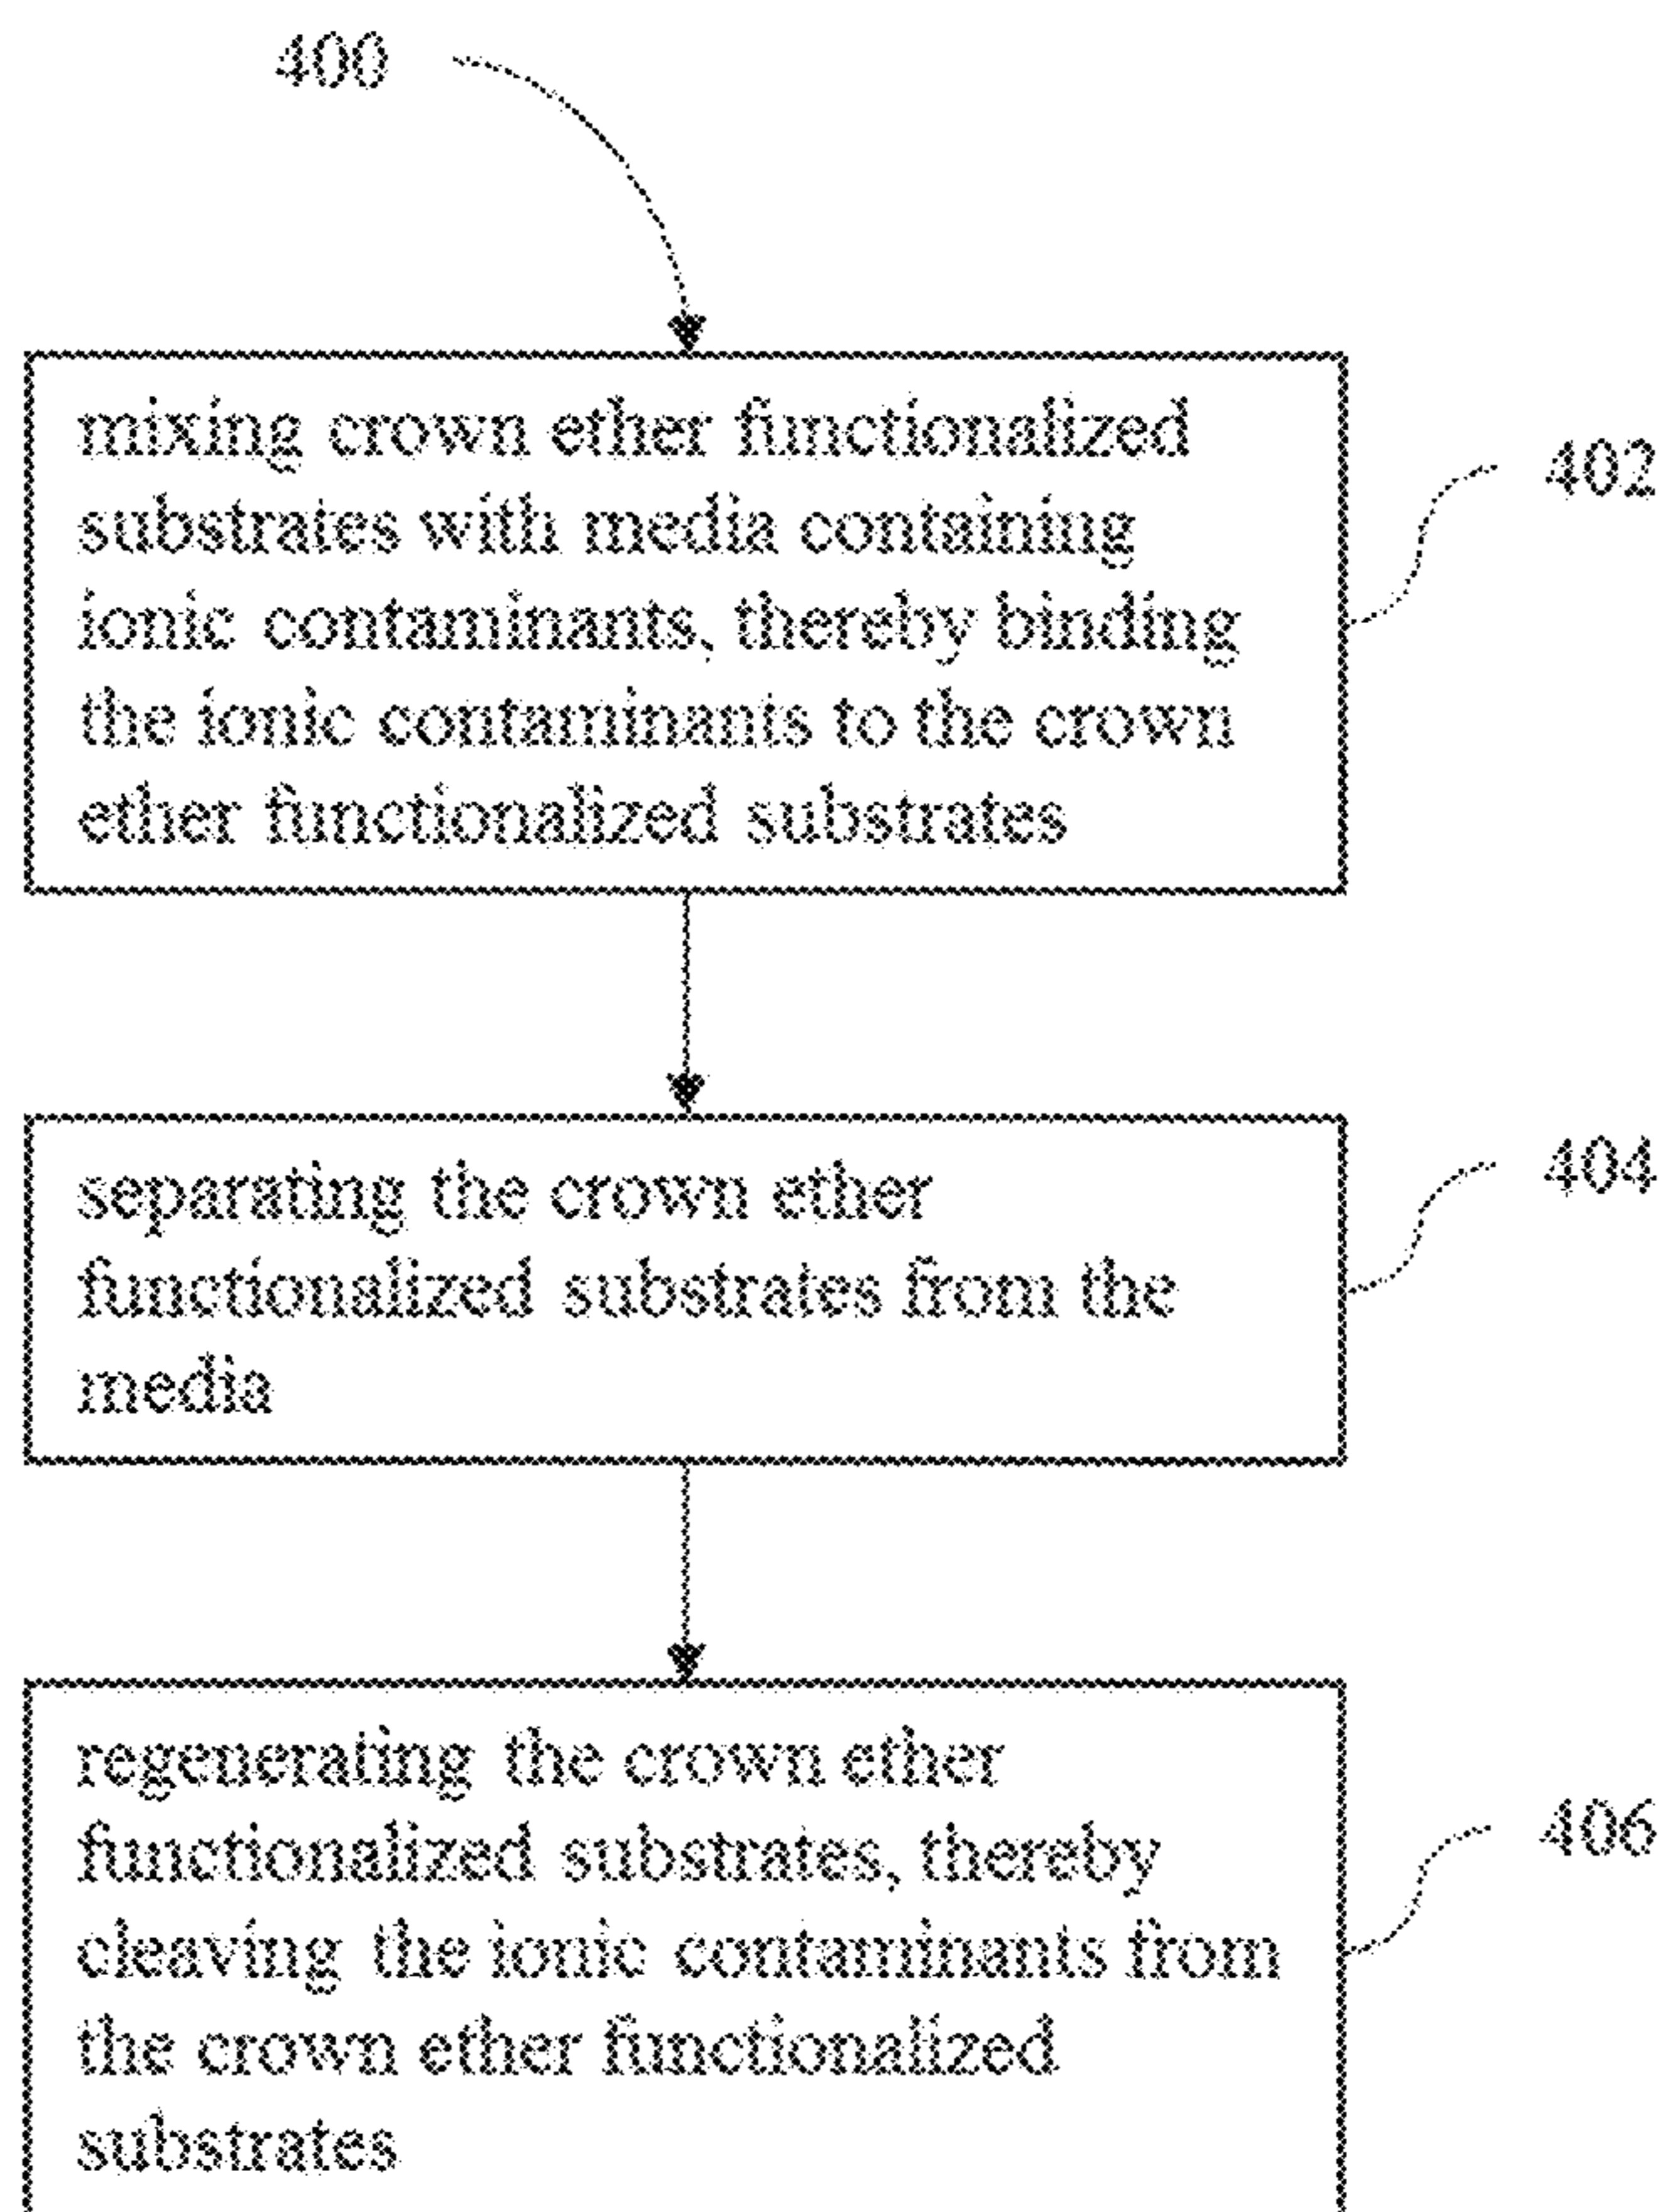 400
mixing crown ether functionalized
substrates with media containing
ionic contaminants, thereby binding
the ionic contaminants to the crown
ether functionalized substrates
402
separating the crown ether
functionalized substrates from the
media
404
regenerating the crown ether
functionalized substrates, thereby
cleaving the ionic contaminants from
the crown ether functionalized
substrates
406